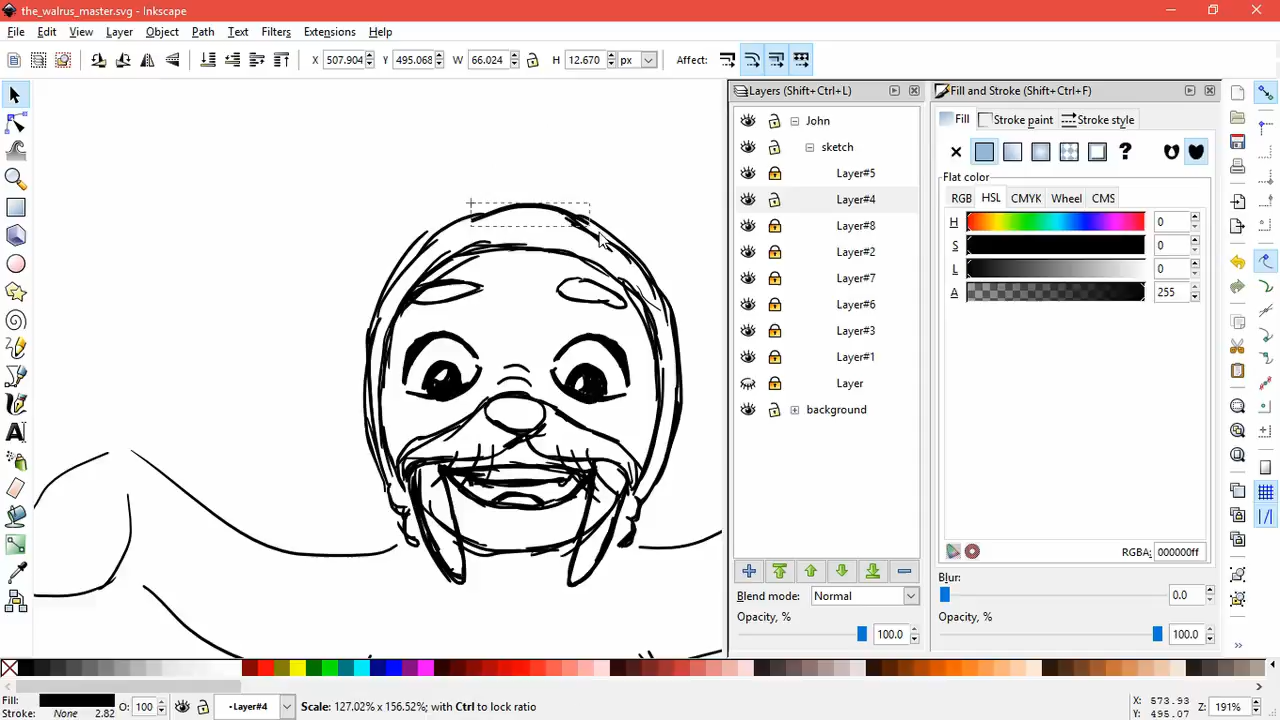 the_walrus_master.svg - Inkscape
File Edit View Layer Object Path Text Filters Extensions Help
X 507.904 Y 495.068 W 66.024 H 12.670 px Affect:
Layers (Shift+Ctrl+L)
John
sketch
Layer#5
Layer#4
Layer#8
Layer#2
Layer#7
Layer#6
Layer#3
Layer#1
Layer
background
Blend mode: Normal
Opacity, %
100.0
Fill and Stroke (Shift+Ctrl+F)
Fill Stroke paint Stroke style
?
Flat color
RGB HSL CMYK Wheel CMS
H 0
S 0
L 0
A 255
RGBA: 000000ff
Blur:
0.0
Opacity, %
100.0
Fill:
Stroke: None 2.82
O: 100
•Layer#4
Scale: 127.02% x 156.52%; with Ctrl to lock ratio
X: 573.93
Y: 495.07
Z: 191%